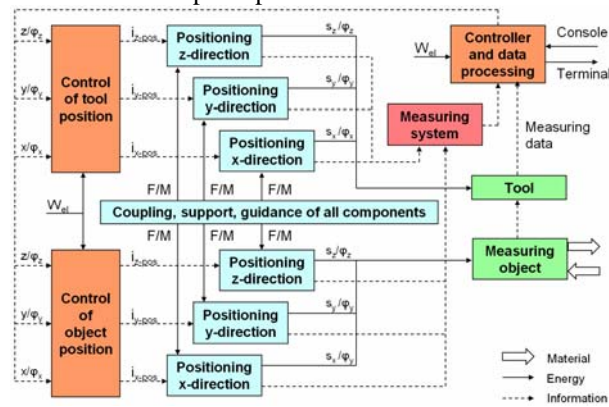 z/φz
Control
of tool
position
iz-pos
Positioning
z-direction
sz/φz
Wel
Controller
and data
processing
Console
Terminal
y/φy
iy-pos
Positioning
y-direction
sy/φy
Measuring
system
Measuring
data
x/φx
ix-pos
Positioning
x-direction
sx/φx
F/M
F/M
F/M
Tool
Wel
Coupling, support, guidance of all components
F/M
F/M
F/M
z/φz
Control
of
object
position
iz-pos
Positioning
z-direction
sz/φz
Measuring
object
y/φy
iy-pos
Positioning
y-direction
sy/φy
x/φx
ix-pos
Positioning
x-direction
sx/φx
Material
Energy
Information